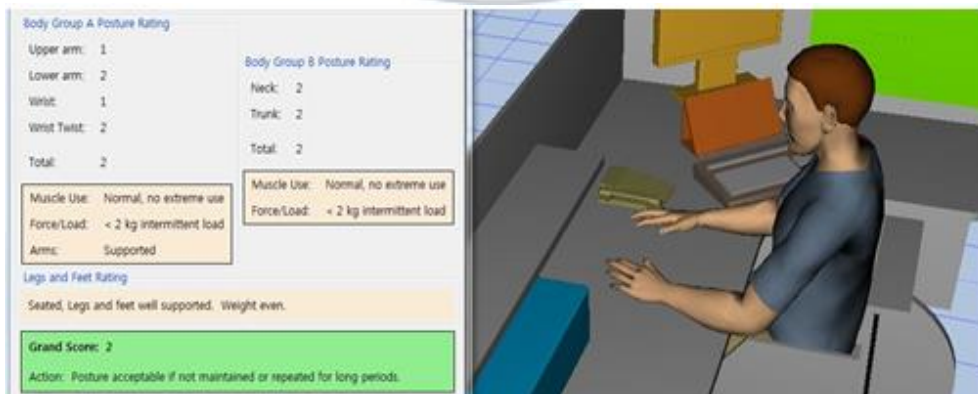 Body Group A Posture Rating
Upper arm: 1
Lower arm: 2
Wrist: 1
Wrist Twist: 2
Total: 2
Muscle Use: Normal, no extreme use
Force/Load: < 2 kg intermittent load
Arms: Supported
Body Group B Posture Rating
Neck: 2
Trunk: 2
Total: 2
Muscle Use: Normal, no extreme use
Force/Load: < 2 kg intermittent load
Legs and Feet Rating
Seated, Legs and feet well supported. Weight even.
Grand Score: 2
Action: Posture acceptable if not maintained or repeated for long periods.